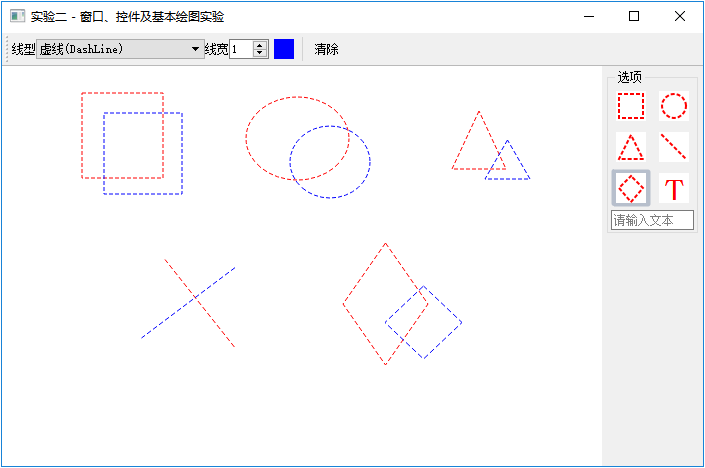 实验二 - 窗口、控件及基本绘图实验
线型 虚线(DashLine) 线宽 1 清除
选项
T
请输入文本